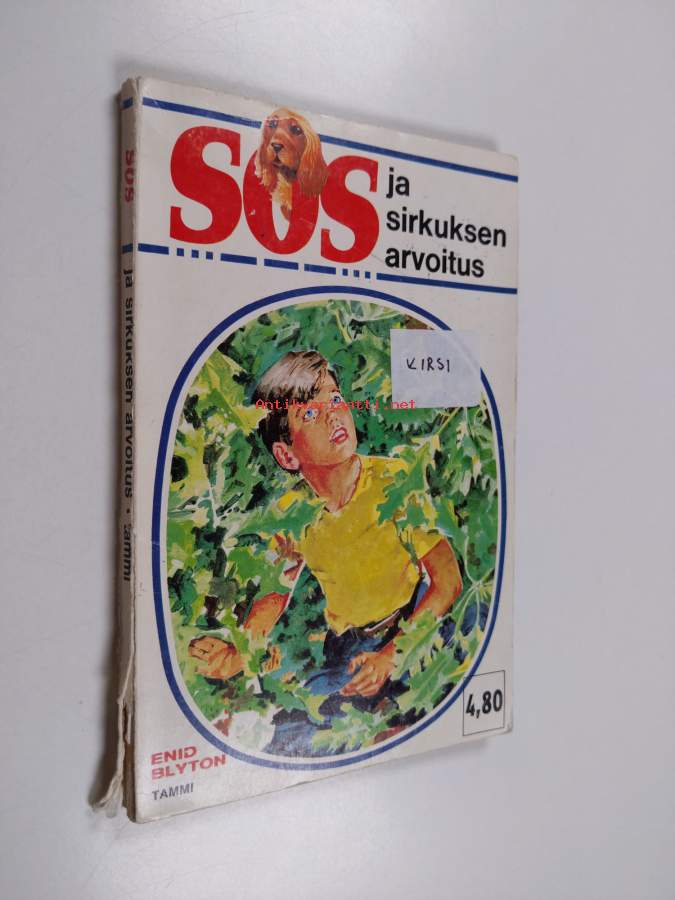 SOS
ja
sirkuksen
arvoitus
KIRSI
Antikvariaatti.net
4,80
ENID
BLYTON
TAMMI
SOS ja sirkuksen arvoitus • tammi